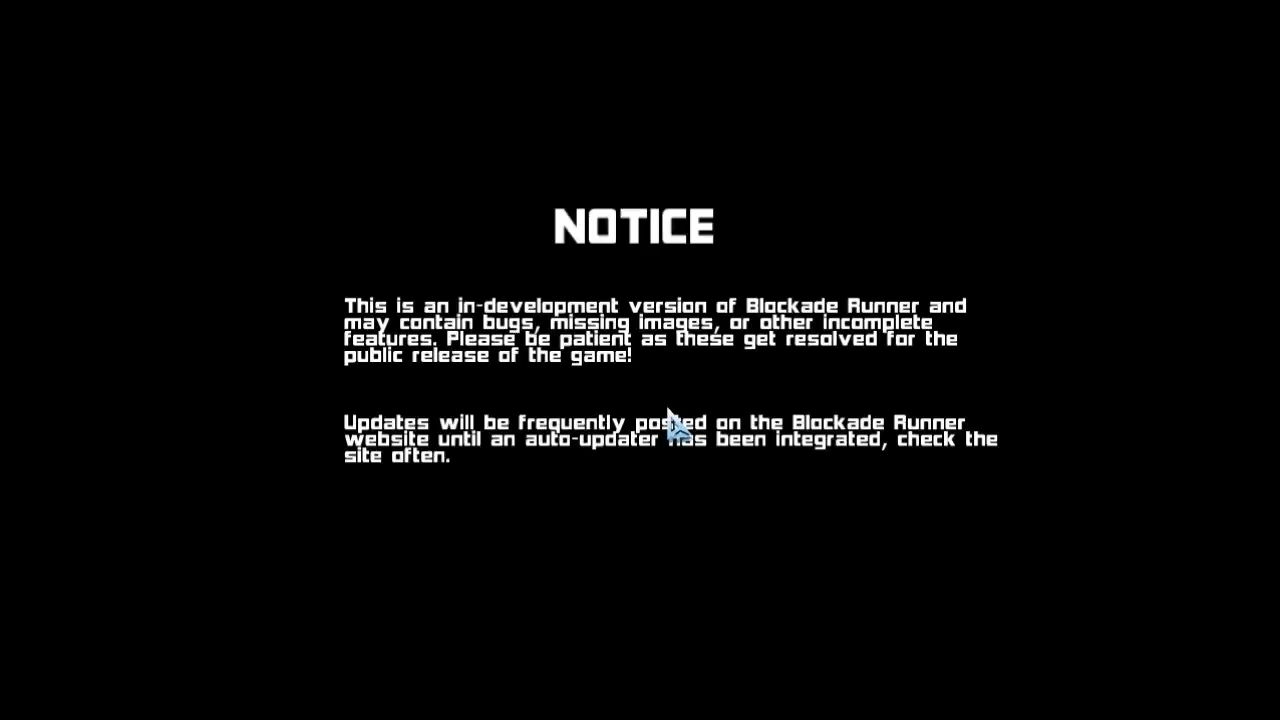 NOTICE
This is an in-development version of Blockade Runner and
may contain bugs, missing images, or other incomplete
features. Please be patient as these get resolved for the
public release of the game!
Updates will be frequently posted on the Blockade Runner
website until an auto-updater has been integrated, check the
site often.